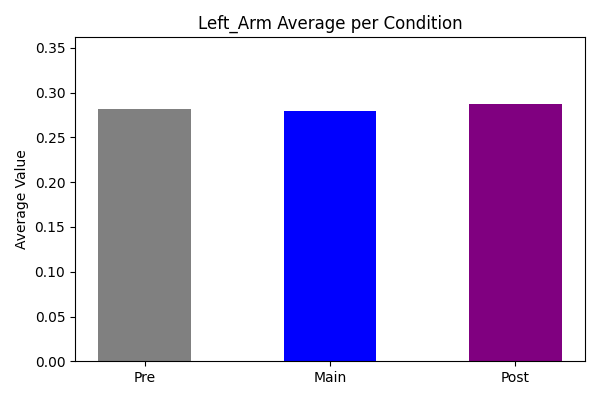 Left_Arm Average per Condition
0.35
0.30
0.25
0.20
0.15
0.10
0.05
0.00
Average Value
Pre
Main
Post